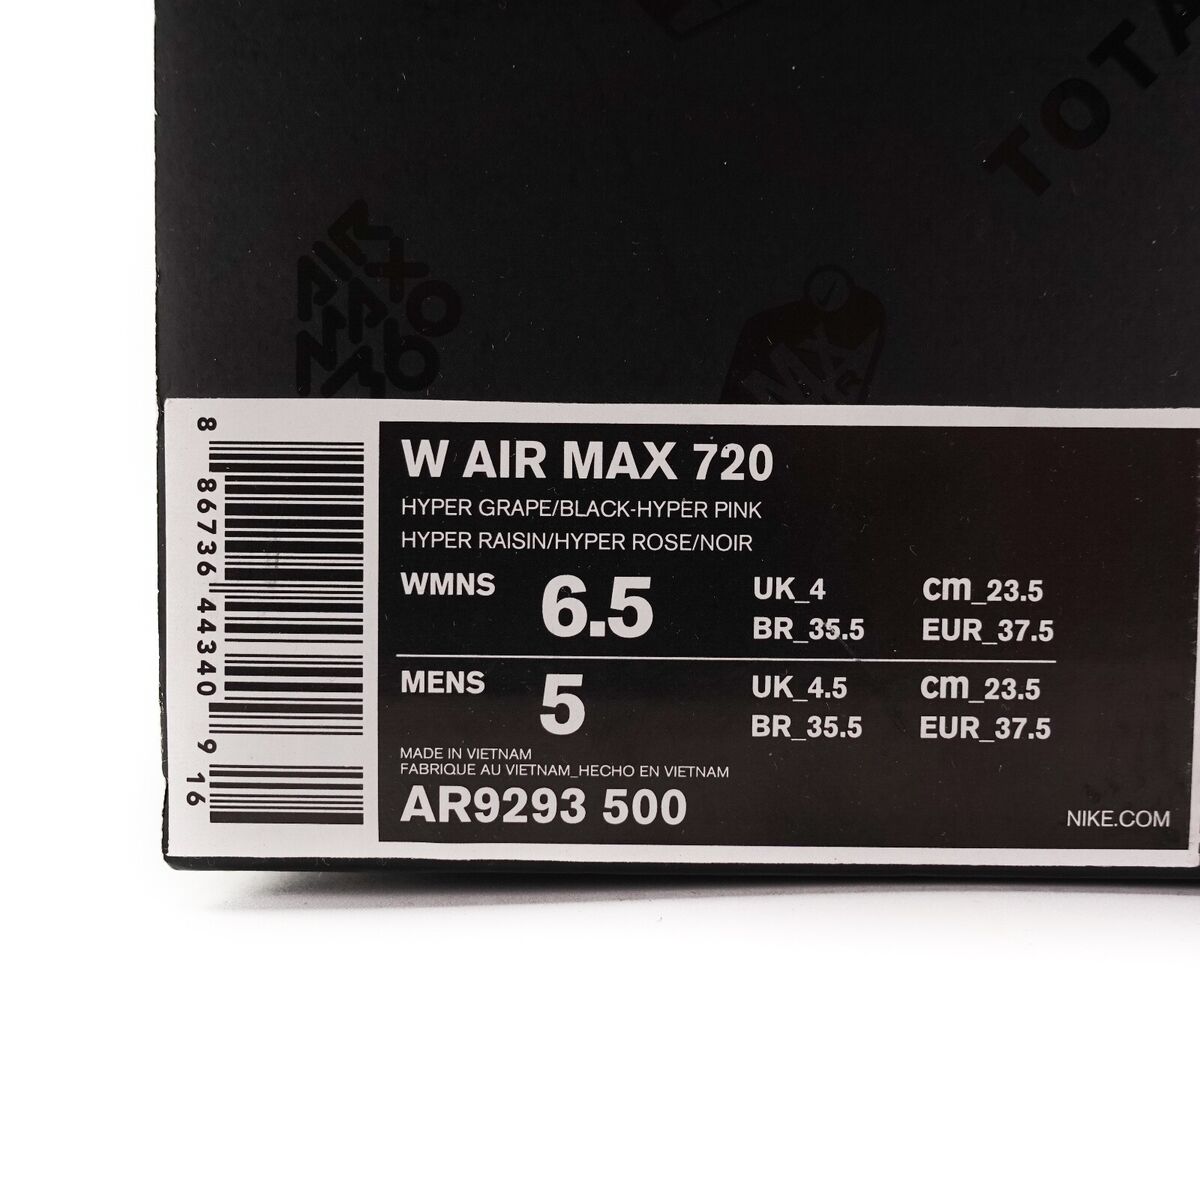 TOTA
AIR
MAX
W AIR MAX 720
HYPER GRAPE/BLACK-HYPER PINK
HYPER RAISIN/HYPER ROSE/NOIR
WMNS 6.5 UK_4 cm_23.5
BR_35.5 EUR_37.5
MENS 5 UK_4.5 cm_23.5
BR_35.5 EUR_37.5
MADE IN VIETNAM
FABRIQUE AU VIETNAM_HECHO EN VIETNAM
AR9293 500
NIKE.COM
8 86736 44340 9 16